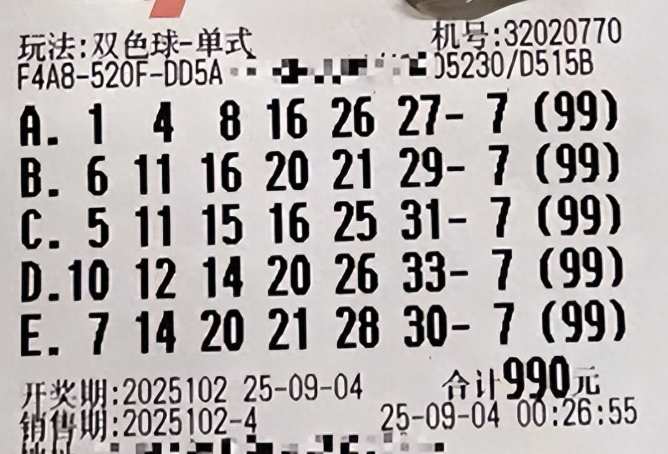 玩法:双色球-单式
机号:32020770
F4A8-520F-DD5A
D5230/D515B
A. 1 4 8 16 26 27- 7 (99)
B. 6 11 16 20 21 29- 7 (99)
C. 5 11 15 16 25 31- 7 (99)
D.10 12 14 20 26 33- 7 (99)
E. 7 14 20 21 28 30- 7 (99)
开奖期:2025102 25-09-04
合计990元
销售期:2025102-4
25-09-04 00:26:55